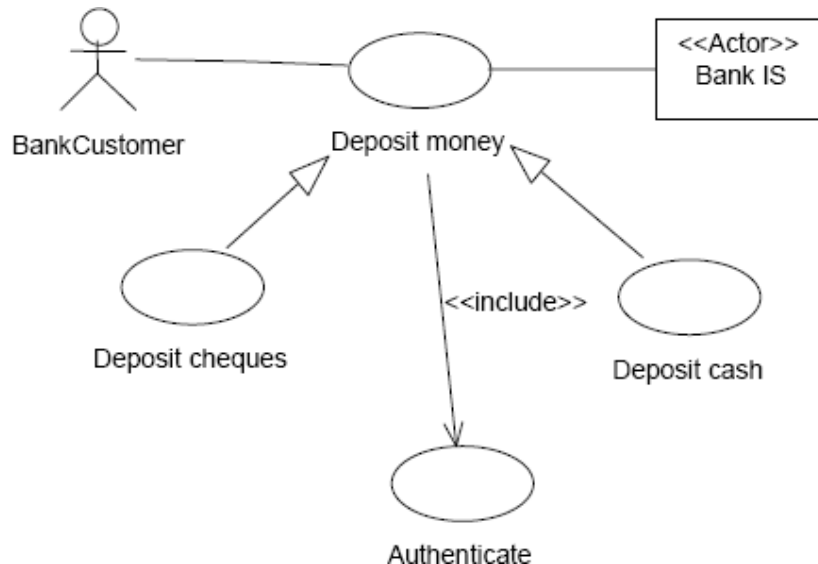 <<Actor>>
Bank IS
BankCustomer
Deposit money
<<include>>
Deposit cheques
Deposit cash
Authenticate